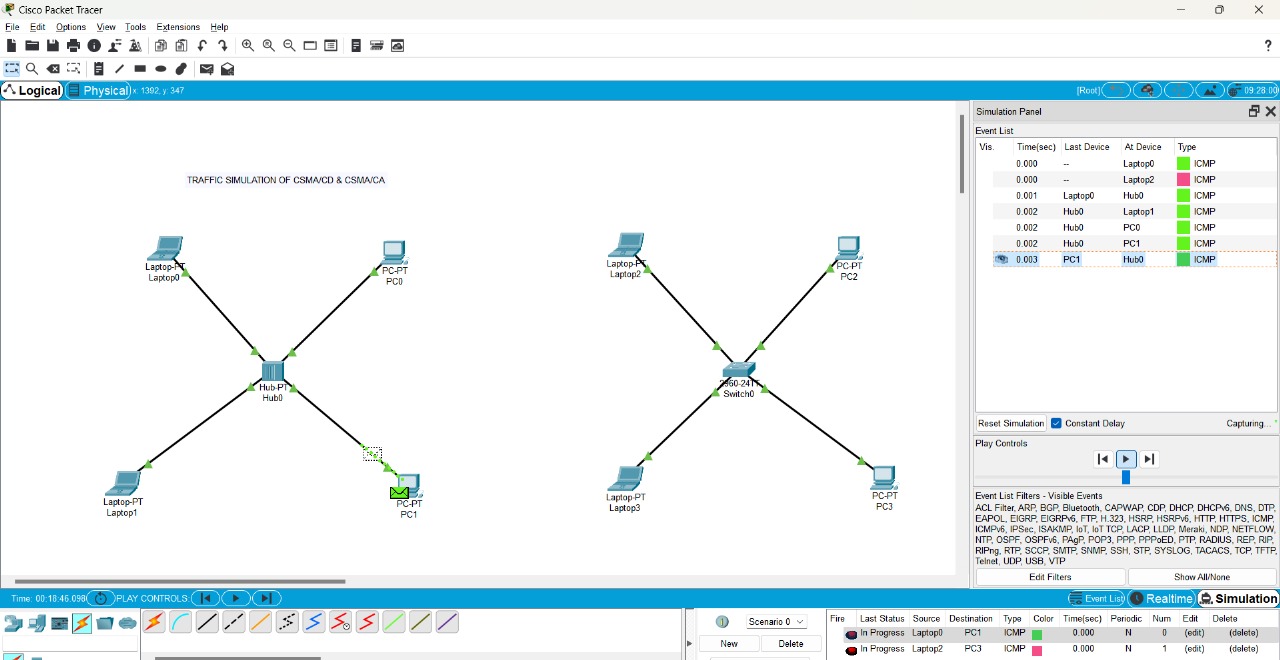 Cisco Packet Tracer
File Edit Options View Tools Extensions Help
?
Logical Physical x: 1392, y: 347 [Root] 09:28:00
Simulation Panel
Event List
Vis. Time(sec) Last Device At Device Type
0.000 -- Laptop0 ICMP
0.000 -- Laptop2 ICMP
0.001 Laptop0 Hub0 ICMP
0.002 Hub0 Laptop1 ICMP
0.002 Hub0 PC0 ICMP
0.002 Hub0 PC1 ICMP
0.003 PC1 Hub0 ICMP
TRAFFIC SIMULATION OF CSMA/CD & CSMA/CA
Laptop-PT
Laptop0
PC-PT
PC0
Laptop-PT
Laptop2
PC-PT
PC2
Hub-PT
Hub0
2960-24TT
Switch0
Laptop-PT
Laptop1
PC-PT
PC1
Laptop-PT
Laptop3
PC-PT
PC3
Reset Simulation Constant Delay Capturing...
Play Controls
Event List Filters - Visible Events
ACL Filter, ARP, BGP, Bluetooth, CAPWAP, CDP, DHCP, DHCPv6, DNS, DTP,
EAPOL, EIGRP, EIGRPv6, FTP, H.323, HSRP, HSRPv6, HTTP, HTTPS, ICMP,
ICMPv6, IPSec, ISAKMP, IoT, IoT TCP, LACP, LLDP, Meraki, NDP, NETFLOW,
NTP, OSPF, OSPFv6, PAgP, POP3, PPP, PPPoED, PTP, RADIUS, REP, RIP,
RIPng, RTP, SCCP, SMTP, SNMP, SSH, STP, SYSLOG, TACACS, TCP, TFTP,
Telnet, UDP, USB, VTP
Edit Filters Show All/None
Time: 00:18:46.098 PLAY CONTROLS: Event List Realtime Simulation
Scenario 0
New Delete
Fire Last Status Source Destination Type Color Time(sec) Periodic Num Edit Delete
In Progress Laptop0 PC1 ICMP 0.000 N 0 (edit) (delete)
In Progress Laptop2 PC3 ICMP 0.000 N 1 (edit) (delete)